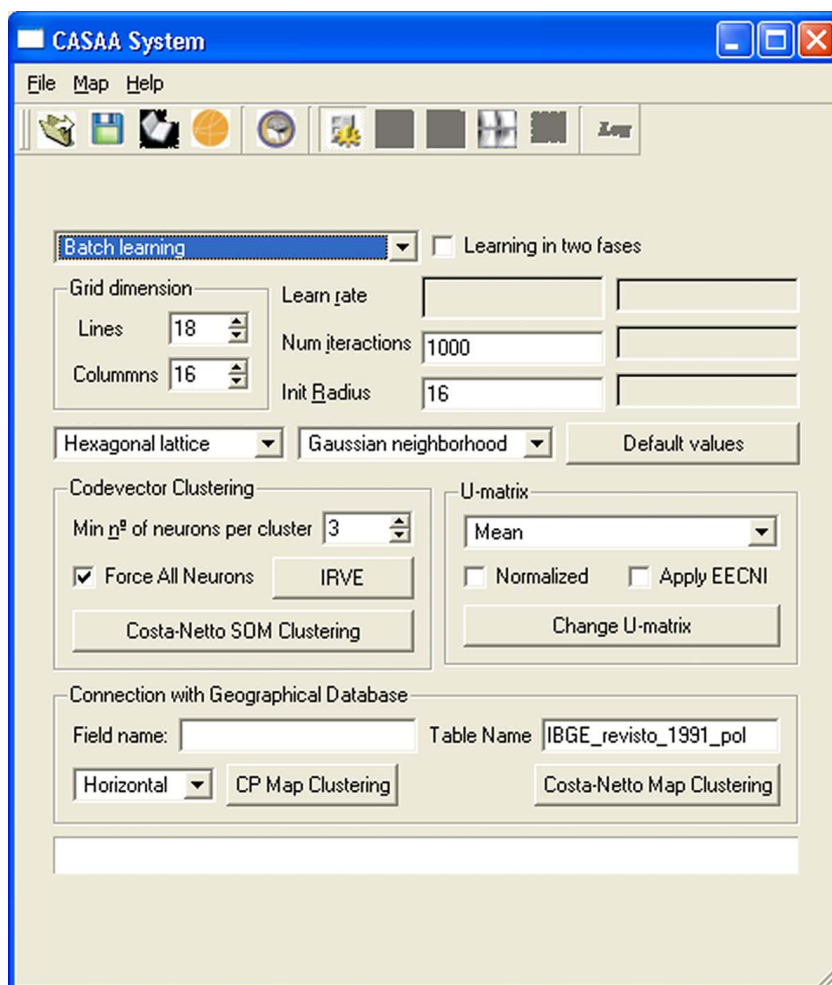 CASAA System
File Map Help
Log
Batch learning
Learning in two fases
Grid dimension
Lines 18
Colummns 16
Learn rate
Num iteractions 1000
Init Radius 16
Hexagonal lattice
Gaussian neighborhood
Default values
Codevector Clustering
Min nº of neurons per cluster 3
Force All Neurons
IRVE
Costa-Netto SOM Clustering
U-matrix
Mean
Normalized
Apply EECNI
Change U-matrix
Connection with Geographical Database
Field name:
Table Name IBGE_revisto_1991_pol
Horizontal
CP Map Clustering
Costa-Netto Map Clustering